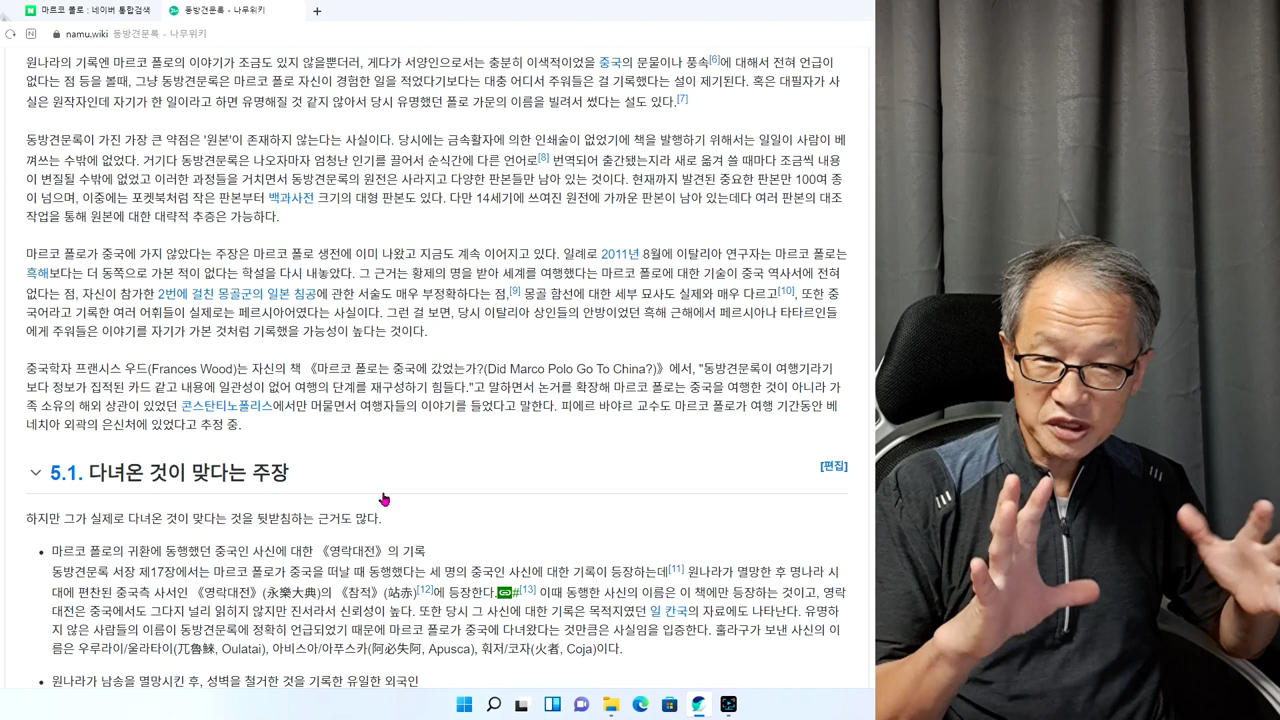 마르코 폴로 : 네이버 통합검색
동방견문록 - 나무위키
namu.wiki 동방견문록 - 나무위키
원나라의 기록엔 마르코 폴로의 이야기가 조금도 있지 않을뿐더러, 게다가 서양인으로서는 충분히 이색적이었을 중국의 문물이나 풍속[6]에 대해서 전혀 언급이
없다는 점 등을 볼때, 그냥 동방견문록은 마르코 폴로 자신이 경험한 일을 적었다기보다는 대충 어디서 주워들은 걸 기록했다는 설이 제기된다. 혹은 대필자가 사
실은 원작자인데 자기가 한 일이라고 하면 유명해질 것 같지 않아서 당시 유명했던 폴로 가문의 이름을 빌려서 썼다는 설도 있다.[7]
동방견문록이 가진 가장 큰 약점은 '원본'이 존재하지 않는다는 사실이다. 당시에는 금속활자에 의한 인쇄술이 없었기에 책을 발행하기 위해서는 일일이 사람이 베
껴쓰는 수밖에 없었다. 거기다 동방견문록은 나오자마자 엄청난 인기를 끌어서 순식간에 다른 언어로[8] 번역되어 출간됐는지라 새로 옮겨 쓸 때마다 조금씩 내용
이 변질될 수밖에 없었고 이러한 과정들을 거치면서 동방견문록의 원전은 사라지고 다양한 판본들만 남아 있는 것이다. 현재까지 발견된 중요한 판본만 100여 종
이 넘으며, 이중에는 포켓북처럼 작은 판본부터 백과사전 크기의 대형 판본도 있다. 다만 14세기에 쓰여진 원전에 가까운 판본이 남아 있는데다 여러 판본의 대조
작업을 통해 원본에 대한 대략적 추증은 가능하다.
마르코 폴로가 중국에 가지 않았다는 주장은 마르코 폴로 생전에 이미 나왔고 지금도 계속 이어지고 있다. 일례로 2011년 8월에 이탈리아 연구자는 마르코 폴로는
흑해보다는 더 동쪽으로 가본 적이 없다는 학설을 다시 내놓았다. 그 근거는 황제의 명을 받아 세계를 여행했다는 마르코 폴로에 대한 기술이 중국 역사서에 전혀
없다는 점, 자신이 참가한 2번에 걸친 몽골군의 일본 침공에 관한 서술도 매우 부정확하다는 점,[9] 몽골 함선에 대한 세부 묘사도 실제와 매우 다르고[10], 또한 중
국어라고 기록한 여러 어휘들이 실제로는 페르시아어였다는 사실이다. 그런 걸 보면, 당시 이탈리아 상인들의 안방이었던 흑해 근해에서 페르시아나 타타르인들
에게 주워들은 이야기를 자기가 가본 것처럼 기록했을 가능성이 높다는 것이다.
중국학자 프랜시스 우드(Frances Wood)는 자신의 책 《마르코 폴로는 중국에 갔었는가?(Did Marco Polo Go To China?)》에서, "동방견문록이 여행기라기
보다 정보가 집적된 카드 같고 내용에 일관성이 없어 여행의 단계를 재구성하기 힘들다."고 말하면서 논거를 확장해 마르코 폴로는 중국을 여행한 것이 아니라 가
족 소유의 해외 상관이 있었던 콘스탄티노폴리스에서만 머물면서 여행자들의 이야기를 들었다고 말한다. 피에르 바야르 교수도 마르코 폴로가 여행 기간동안 베
네치아 외곽의 은신처에 있었다고 추정 중.
5.1. 다녀온 것이 맞다는 주장
[편집]
하지만 그가 실제로 다녀온 것이 맞다는 것을 뒷받침하는 근거도 많다.
• 마르코 폴로의 귀환에 동행했던 중국인 사신에 대한 《영락대전》의 기록
동방견문록 서장 제17장에서는 마르코 폴로가 중국을 떠날 때 동행했다는 세 명의 중국인 사신에 대한 기록이 등장하는데[11] 원나라가 멸망한 후 명나라 시
대에 편찬된 중국측 사서인 《영락대전》(永樂大典)의 《참적》(站赤)[12]에 등장한다.#[13] 이때 동행한 사신의 이름은 이 책에만 등장하는 것이고, 영락
대전은 중국에서도 그다지 널리 읽히지 않지만 진서라서 신뢰성이 높다. 또한 당시 그 사신에 대한 기록은 목적지였던 일 칸국의 자료에도 나타난다. 유명하
지 않은 사람들의 이름이 동방견문록에 정확히 언급되었기 때문에 마르코 폴로가 중국에 다녀왔다는 것만큼은 사실임을 입증한다. 훌라구가 보낸 사신의 이
름은 우루라이/울라타이(兀魯䚅, Oulatai), 아비스아/아푸스카(阿必失阿, Apusca), 훠저/코자(火者, Coja)이다.
• 원나라가 남송을 멸망시킨 후, 성벽을 철거한 것을 기록한 유일한 외국인